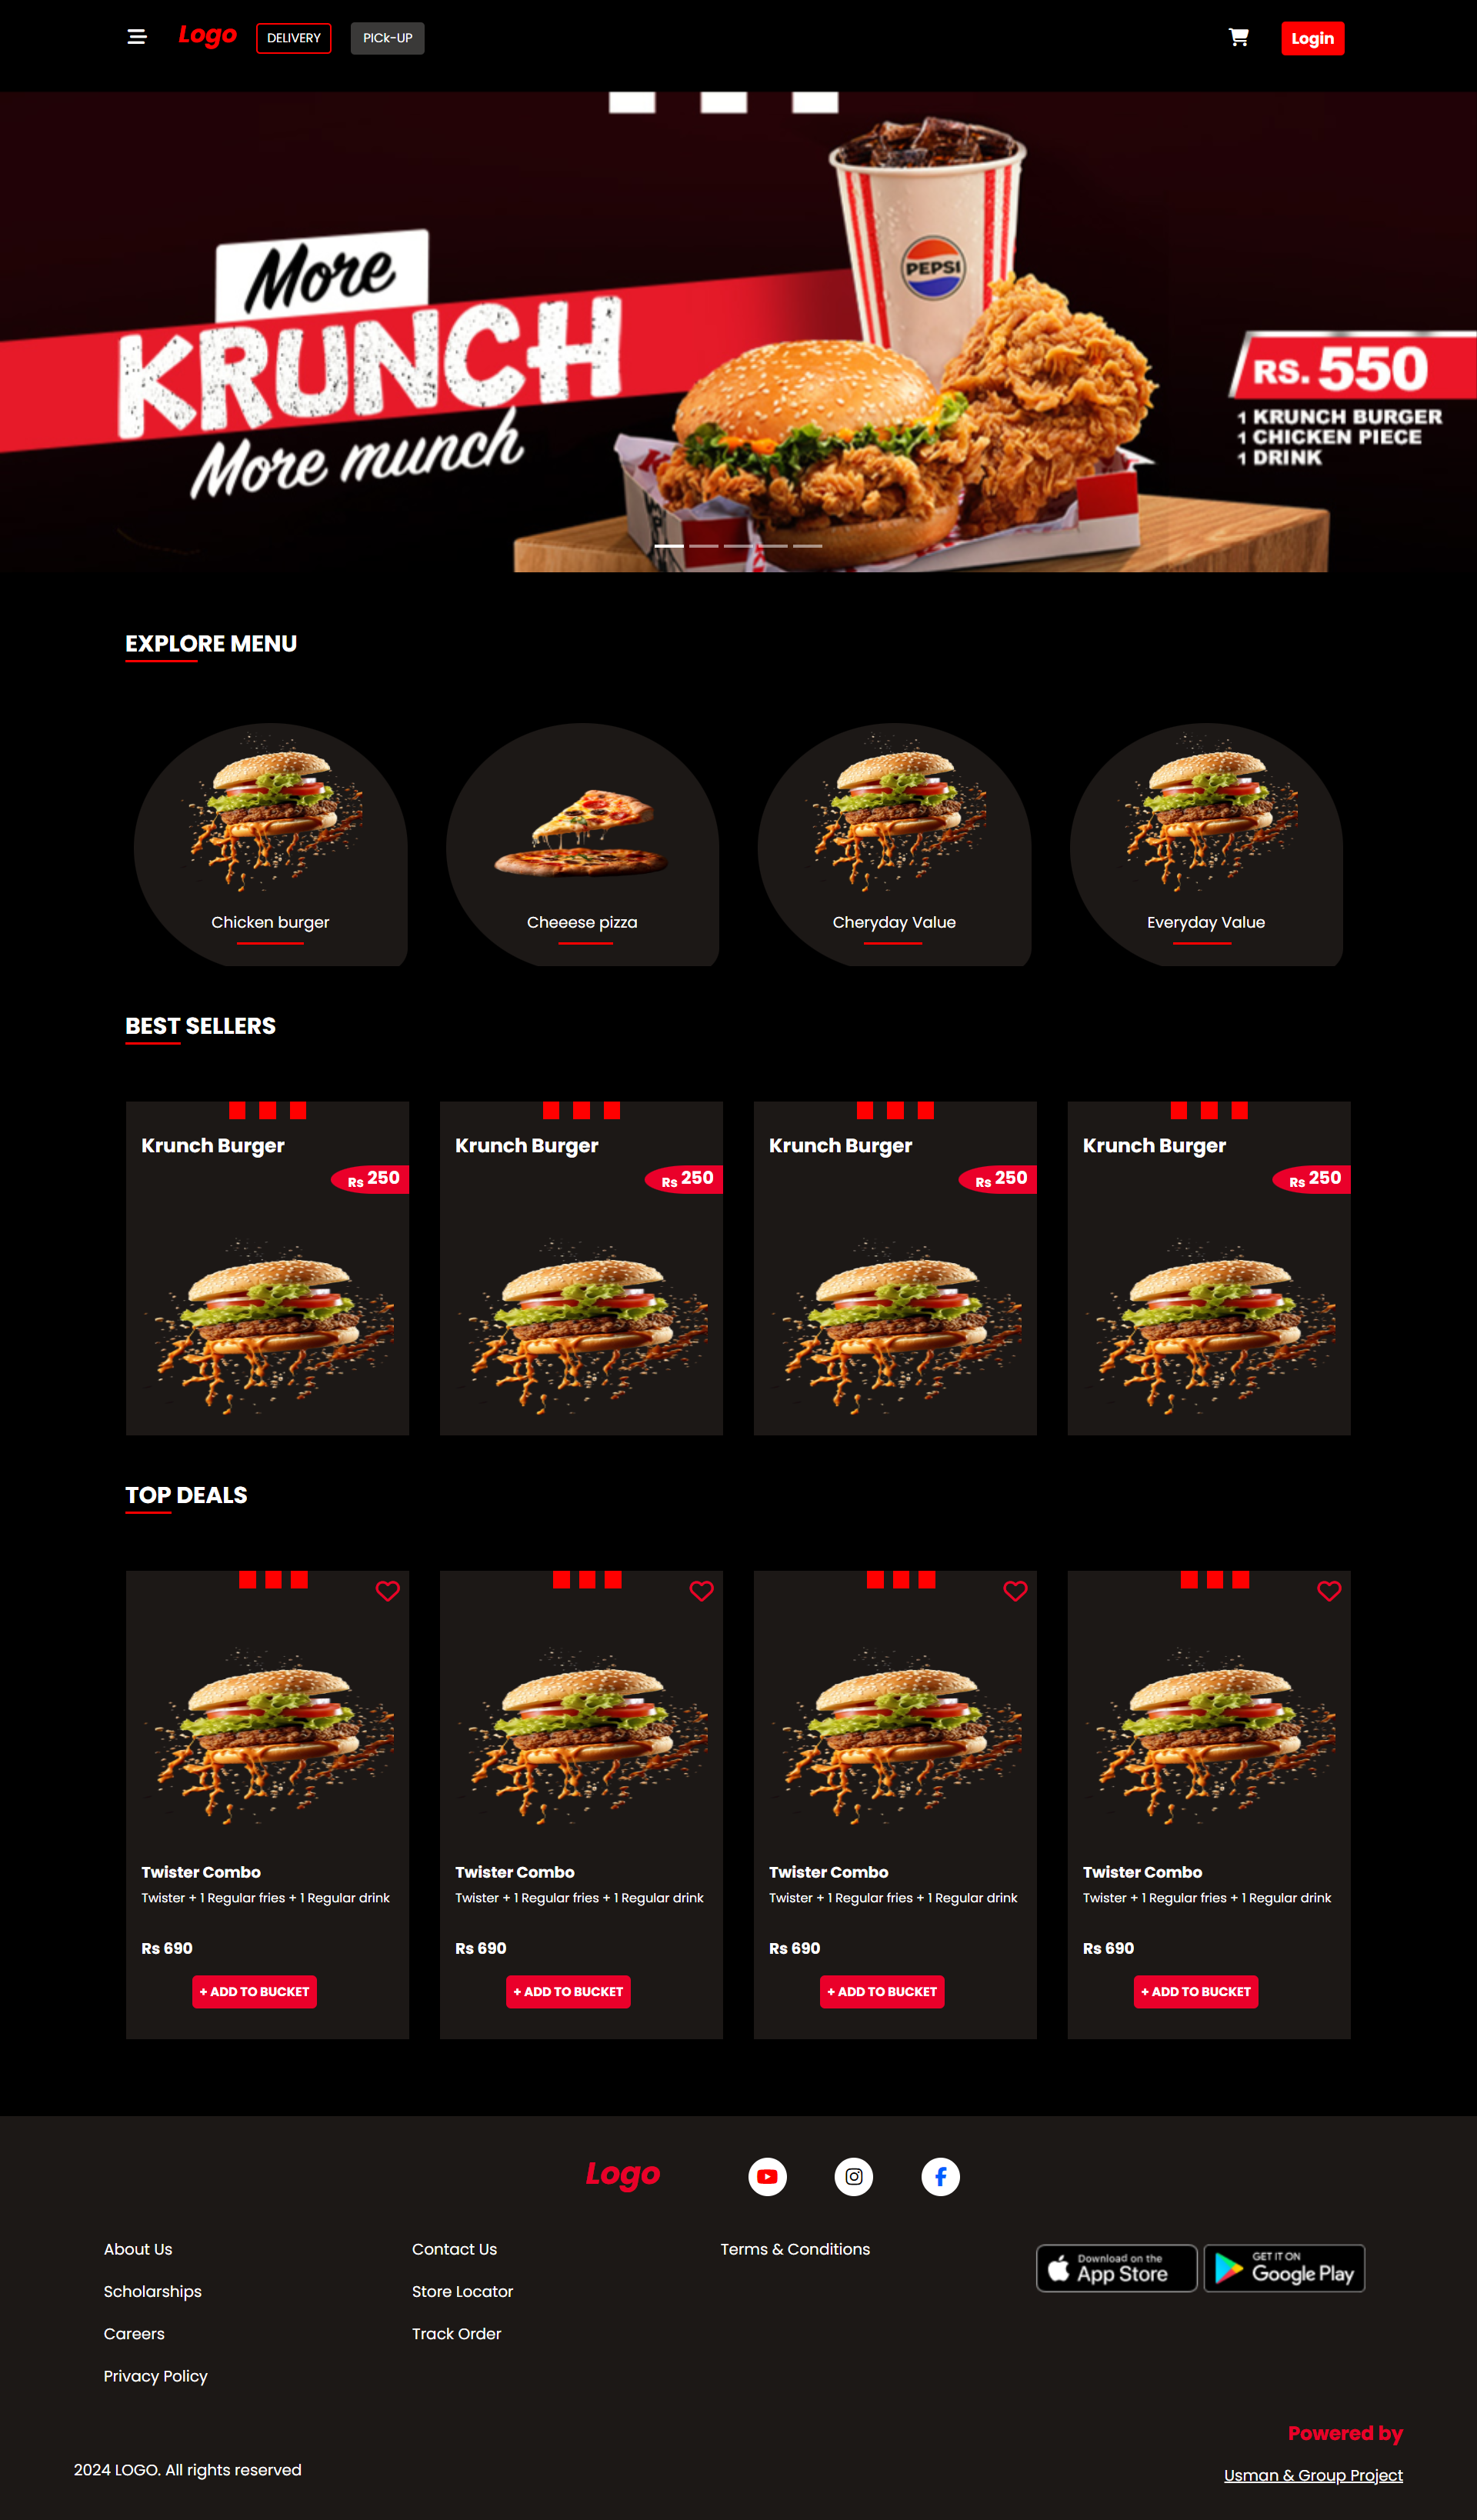 Logo
DELIVERY
PICk-UP
Login
More
KRUNCH
More munch
PEPSI
RS. 550
1 KRUNCH BURGER
1 CHICKEN PIECE
1 DRINK
EXPLORE MENU
Chicken burger
Cheeese pizza
Cheryday Value
Everyday Value
BEST SELLERS
Krunch Burger
Rs 250
Krunch Burger
Rs 250
Krunch Burger
Rs 250
Krunch Burger
Rs 250
TOP DEALS
Twister Combo
Twister + 1 Regular fries + 1 Regular drink
Rs 690
+ ADD TO BUCKET
Twister Combo
Twister + 1 Regular fries + 1 Regular drink
Rs 690
+ ADD TO BUCKET
Twister Combo
Twister + 1 Regular fries + 1 Regular drink
Rs 690
+ ADD TO BUCKET
Twister Combo
Twister + 1 Regular fries + 1 Regular drink
Rs 690
+ ADD TO BUCKET
Logo
About Us
Scholarships
Careers
Privacy Policy
Contact Us
Store Locator
Track Order
Terms & Conditions
Download on the
App Store
GET IT ON
Google Play
Powered by
2024 LOGO. All rights reserved
Usman & Group Project